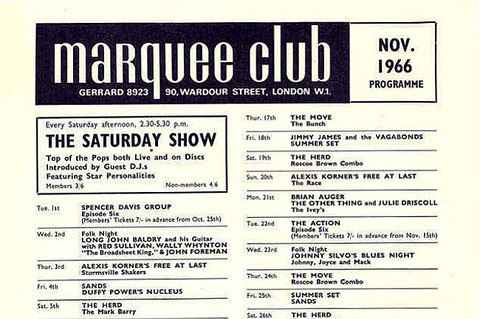 marquee club
GERRARD 8923 90, WARDOUR STREET, LONDON W.1.
NOV.
1966
PROGRAMME
Every Saturday afternoon, 2.30-5.30 p.m.
THE SATURDAY SHOW
Top of the Pops both Live and on Discs
Introduced by Guest D.J.s
Featuring Star Personalities
Members 3/6 Non-members 4/6
Tue. 1st SPENCER DAVIS GROUP
Episode Six
(Members' Tickets 7/- in advance from Oct. 25th)
Wed. 2nd Folk Night
LONG JOHN BALDRY and his Guitar
with RED SULLIVAN, WALLY WHYNTON
"The Broadsheet King," & JOHN FOREMAN
Thur. 3rd ALEXIS KORNER'S FREE AT LAST
Stormsville Shakers
Fri. 4th SANDS
DUFFY POWER'S NUCLEUS
Sat. 5th THE HERD
The Mark Barry
Thur. 17th THE MOVE
The Bunch
Fri. 18th JIMMY JAMES and the VAGABONDS
SUMMER SET
Sat. 19th THE HERD
Roscoe Brown Combo
Sun. 20th ALEXIS KORNER'S FREE AT LAST
The Race
Mon. 21st BRIAN AUGER
THE OTHER THING and JULIE DRISCOLL
The Ivey's
Tue. 22nd THE ACTION
Episode Six
(Members' Tickets 7/- in advance from Nov. 15th)
Wed. 23rd Folk Night
JOHNNY SILVO'S BLUES NIGHT
Johnny, Joyce and Mack
Thur. 24th THE MOVE
Roscoe Brown Combo
Fri. 25th SUMMER SET
SANDS
Sat. 26th THE HERD